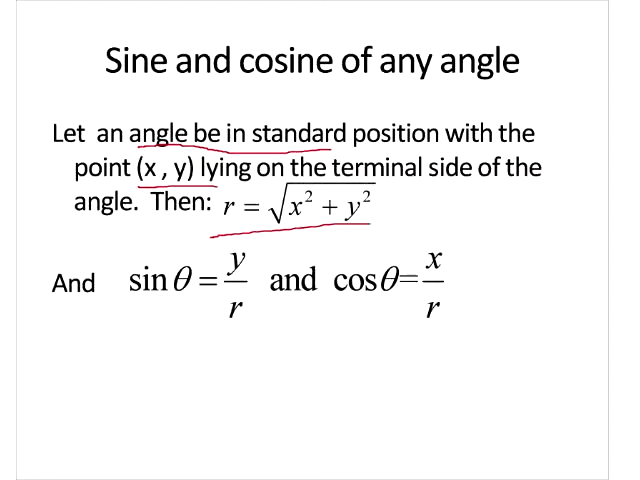 Sine and cosine of any angle
Let an angle be in standard position with the
point (x , y) lying on the terminal side of the
angle. Then: r = √(x² + y²)
And sin θ = y/r and cosθ= x/r